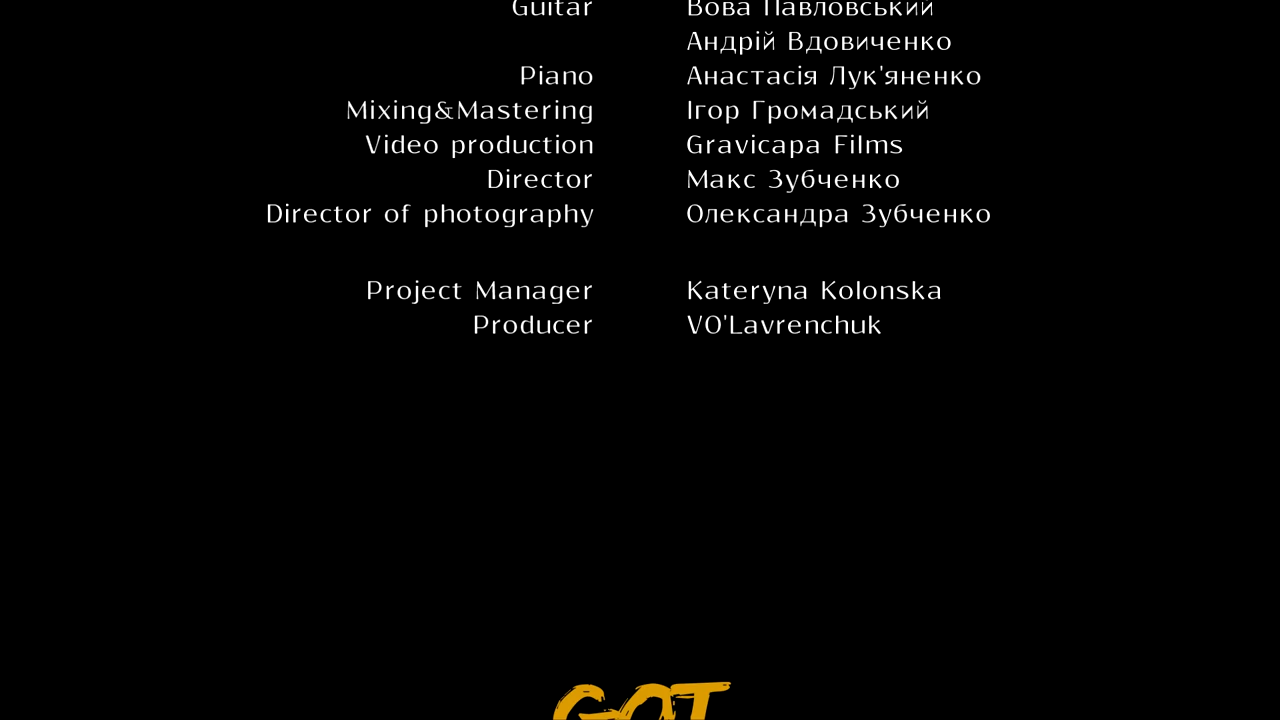 Guitar Вова Павловський
Андрій Вдовиченко
Piano Анастасія Лук'яненко
Mixing&Mastering Ігор Громадський
Video production Gravicapa Films
Director Макс Зубченко
Director of photography Олександра Зубченко
Project Manager Kateryna Kolonska
Producer VO'Lavrenchuk
GOT